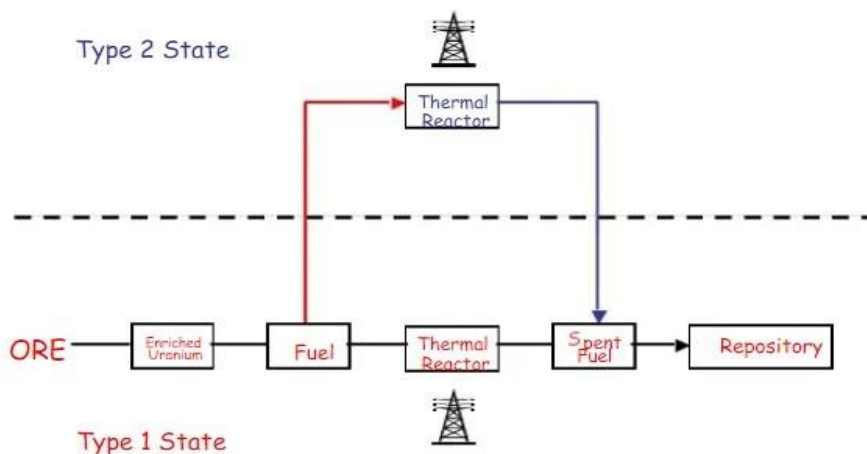 Type 2 State
Thermal
Reactor
ORE
Enriched
Uranium
Fuel
Thermal
Reactor
Spent
Fuel
Repository
Type 1 State